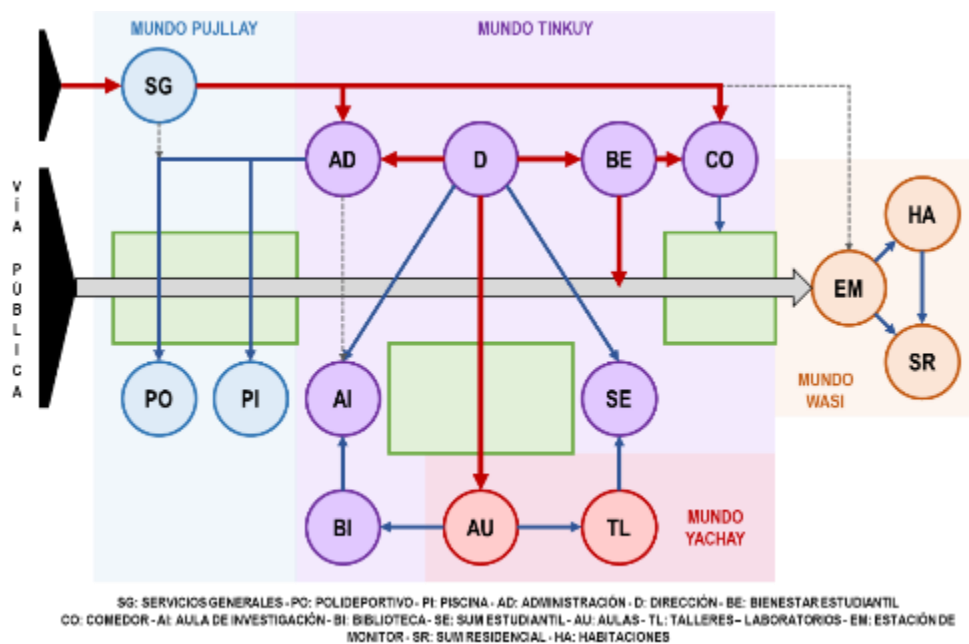 MUNDO PUJLLAY
MUNDO TINKUY
SG
AD
D
BE
CO
VÍA PÚBLICA
HA
EM
SR
MUNDO
WASI
PO
PI
AI
SE
BI
AU
TL
MUNDO
YACHAY
SG: SERVICIOS GENERALES - PO: POLIDEPORTIVO - PI: PISCINA - AD: ADMINISTRACIÓN - D: DIRECCIÓN - BE: BIENESTAR ESTUDIANTIL
CO: COMEDOR - AI: AULA DE INVESTIGACIÓN - BI: BIBLIOTECA - SE: SUM ESTUDIANTIL - AU: AULAS - TL: TALLERES – LABORATORIOS - EM: ESTACIÓN DE
MONITOR - SR: SUM RESIDENCIAL - HA: HABITACIONES